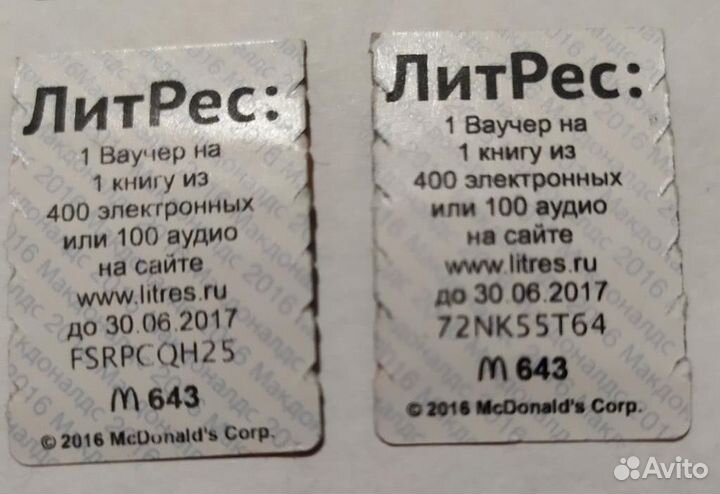 ЛитРес:
1 Ваучер на
1 книгу из
400 электронных
или 100 аудио
на сайте
www.litres.ru
до 30.06.2017
FSRPCQH25
m 643
© 2016 McDonald's Corp.
ЛитРес:
1 Ваучер на
1 книгу из
400 электронных
или 100 аудио
на сайте
www.litres.ru
до 30.06.2017
72NK55T64
m 643
© 2016 McDonald's Corp.
Avito